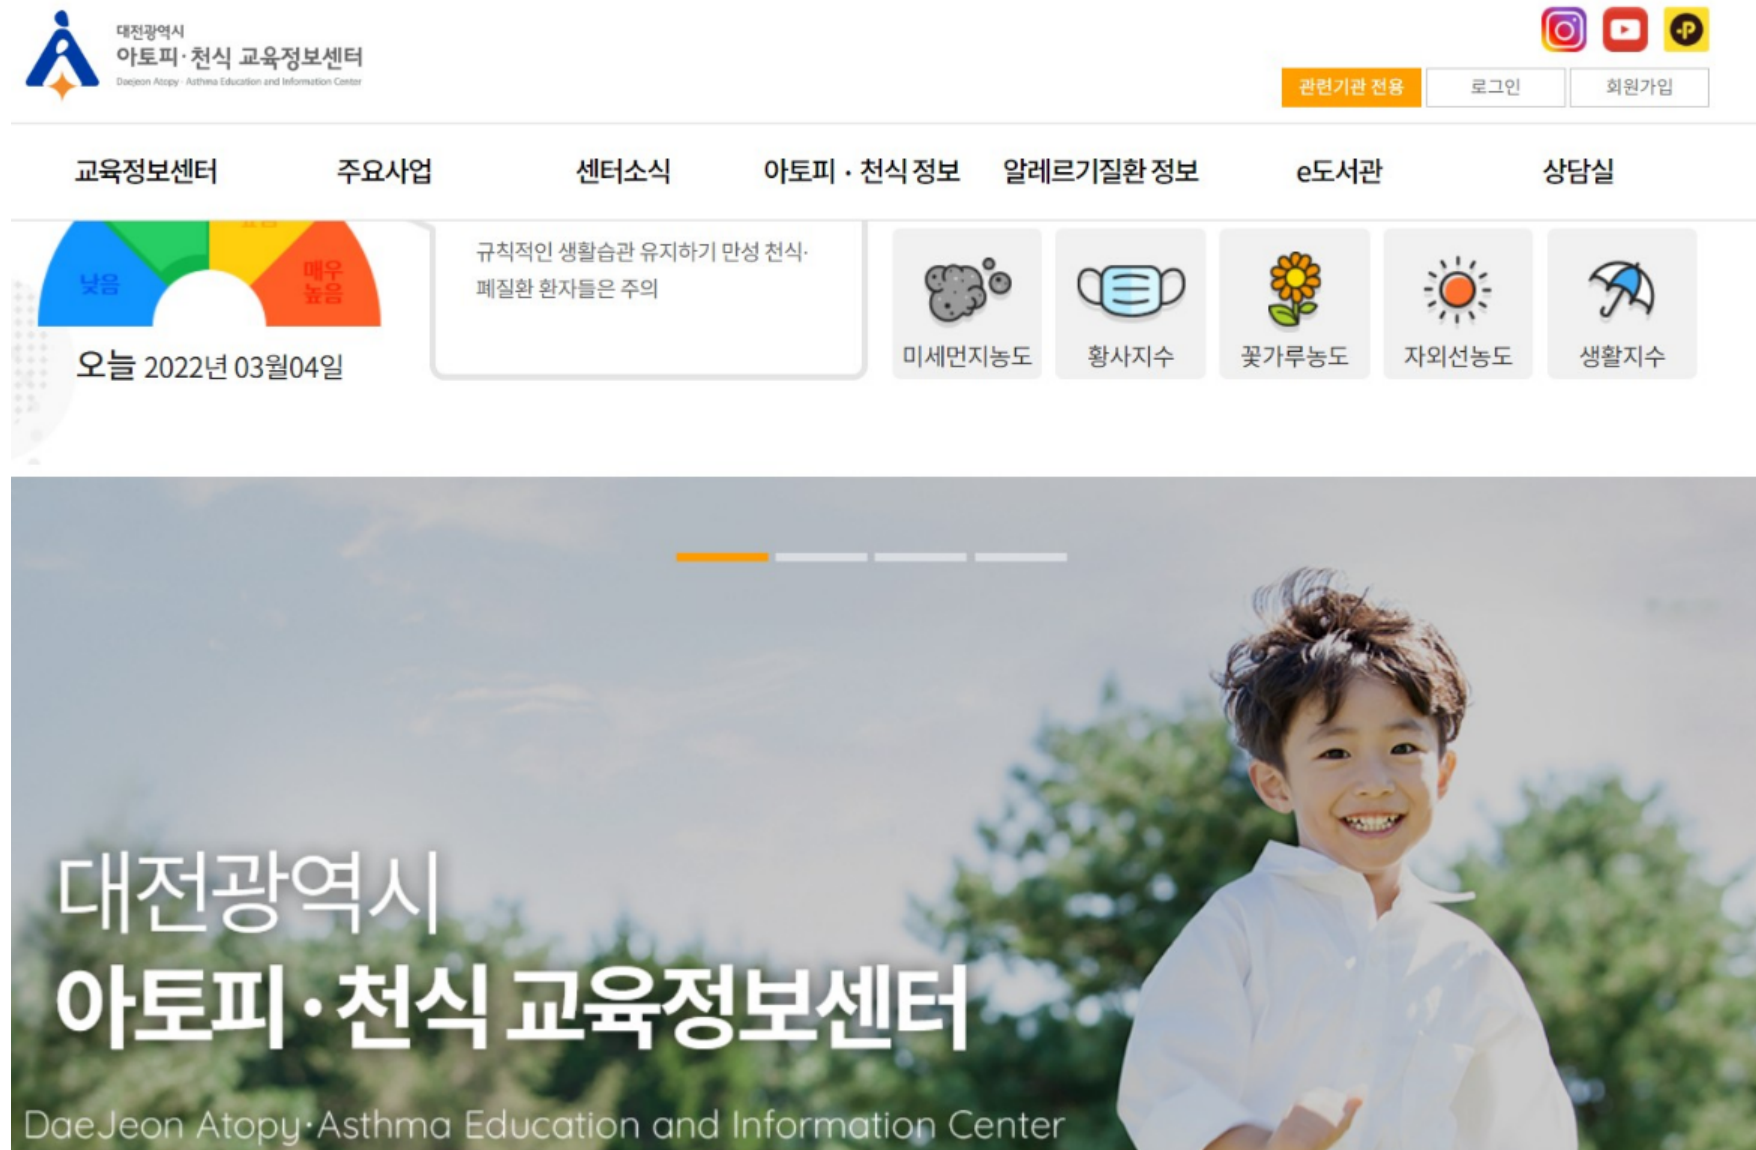 대전광역시
아토피·천식 교육정보센터
Daejeon Atopy · Asthma Education and Information Center
관련기관 전용
로그인
회원가입
교육정보센터
주요사업
센터소식
아토피 · 천식 정보
알레르기질환 정보
e도서관
상담실
낮음
높음
매우
높음
오늘 2022년 03월04일
규칙적인 생활습관 유지하기 만성 천식·
폐질환 환자들은 주의
미세먼지농도
황사지수
꽃가루농도
자외선농도
생활지수
대전광역시
아토피·천식 교육정보센터
DaeJeon Atopy·Asthma Education and Information Center